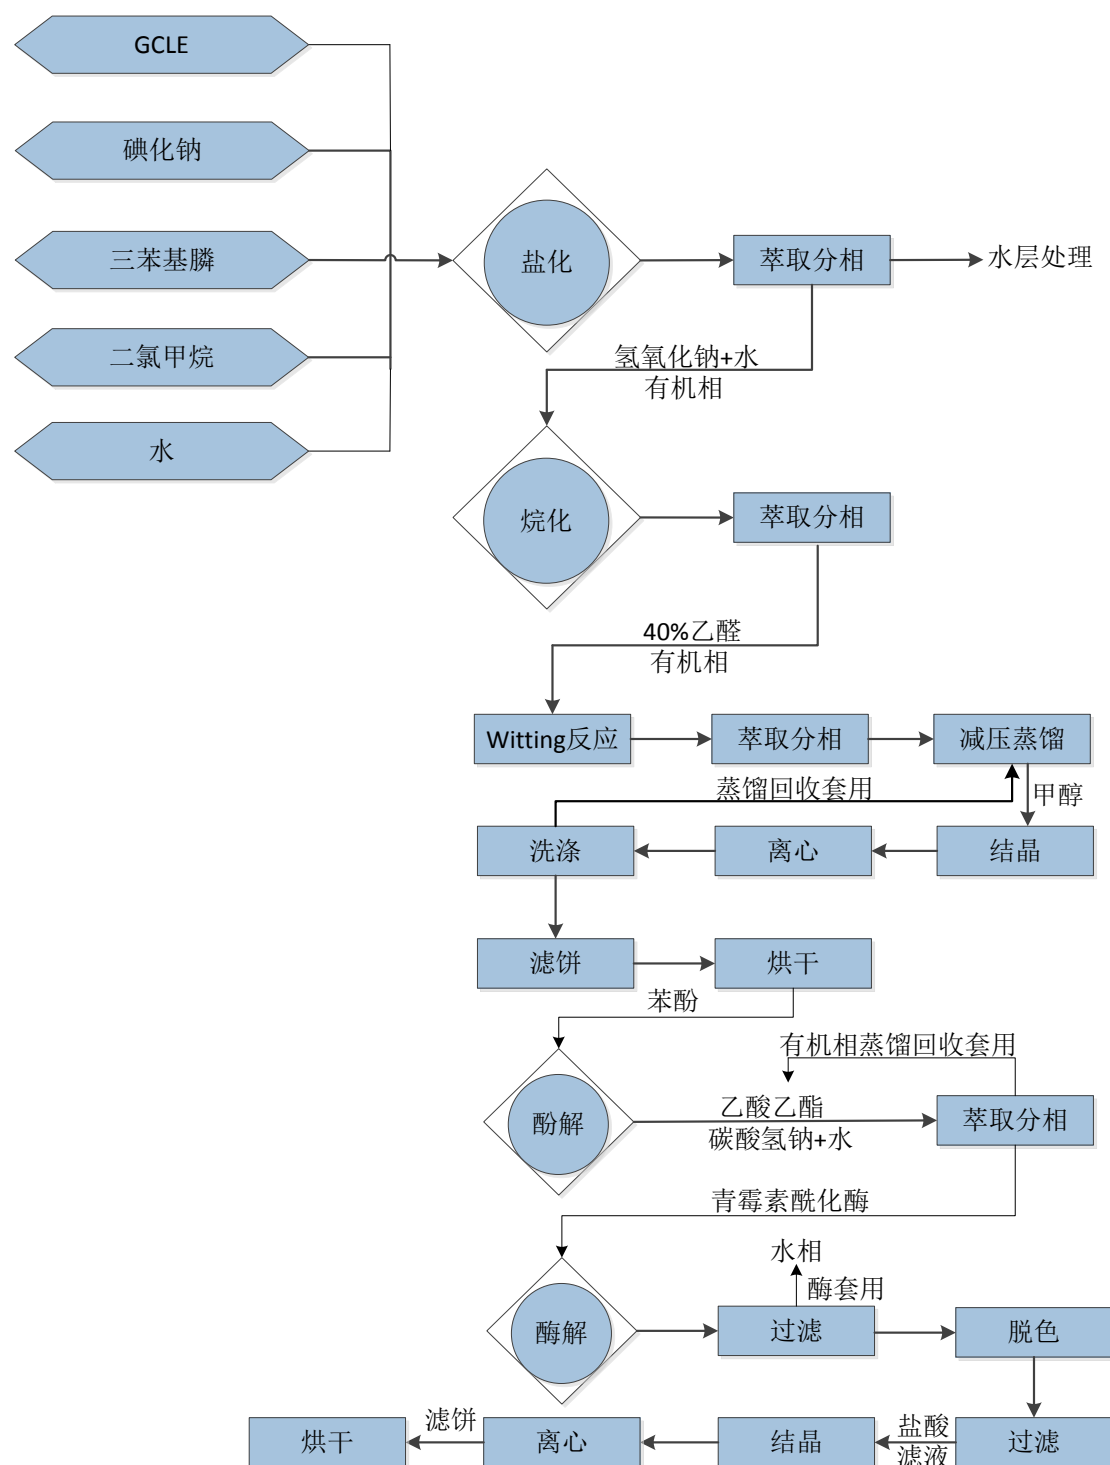 GCLE
碘化钠
三苯基膦
二氯甲烷
水
盐化
萃取分相
水层处理
氢氧化钠+水
有机相
烷化
萃取分相
40%乙醛
有机相
Witting反应
萃取分相
减压蒸馏
蒸馏回收套用
甲醇
洗涤
离心
结晶
滤饼
烘干
苯酚
有机相蒸馏回收套用
酚解
乙酸乙酯
碳酸氢钠+水
萃取分相
青霉素酰化酶
水相
酶套用
酶解
过滤
脱色
烘干
滤饼
离心
结晶
盐酸
滤液
过滤